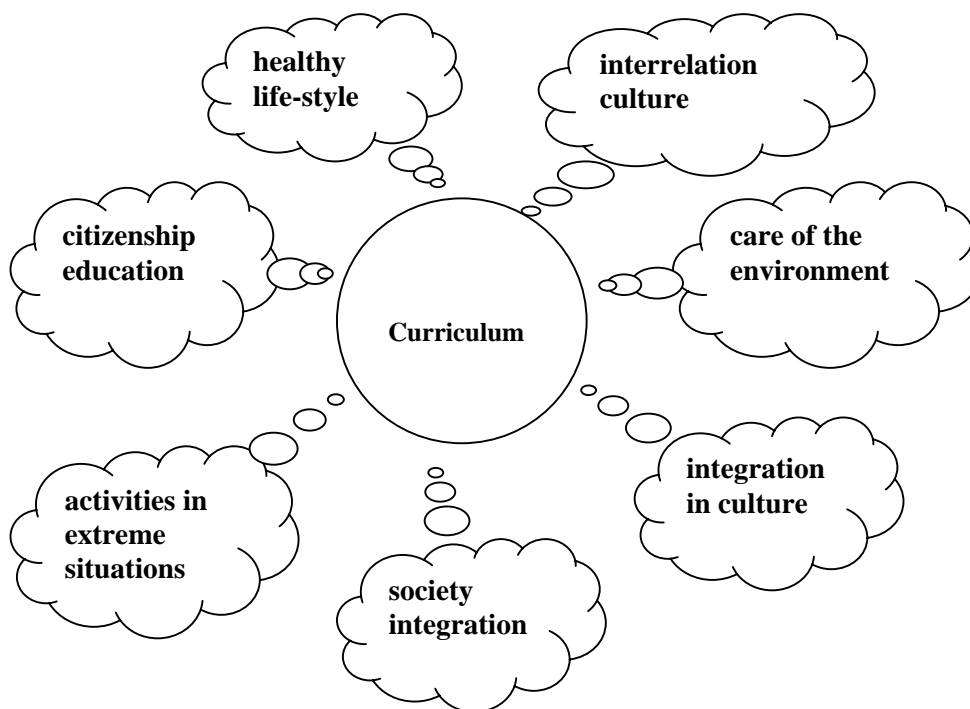 healthy
life-style
interrelation
culture
citizenship
education
care of the
environment
Curriculum
activities in
extreme
situations
integration
in culture
society
integration